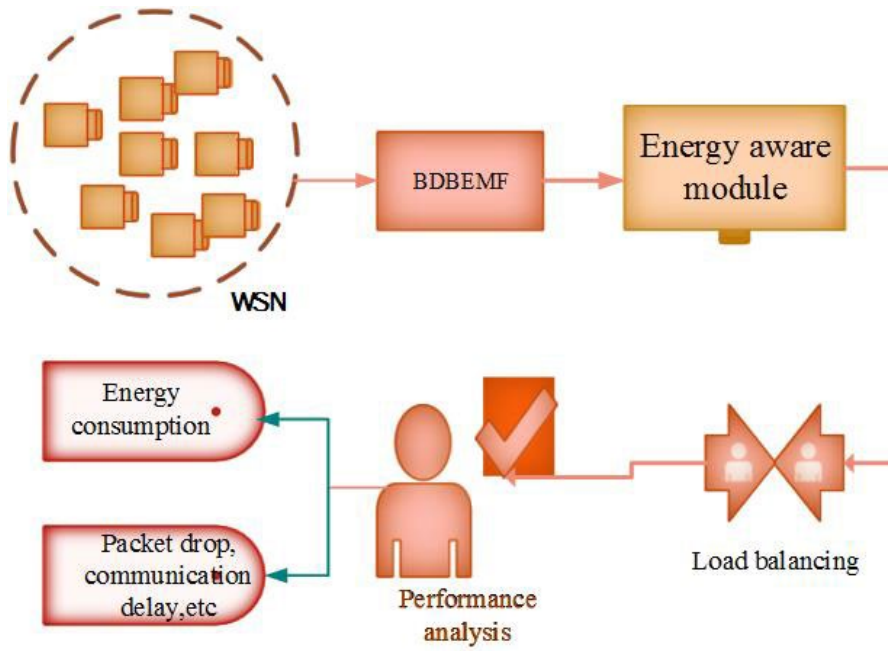 WSN
BDBEMF
Energy aware
module
Energy
consumption
Packet drop,
communication
delay,etc
Performance
analysis
Load balancing